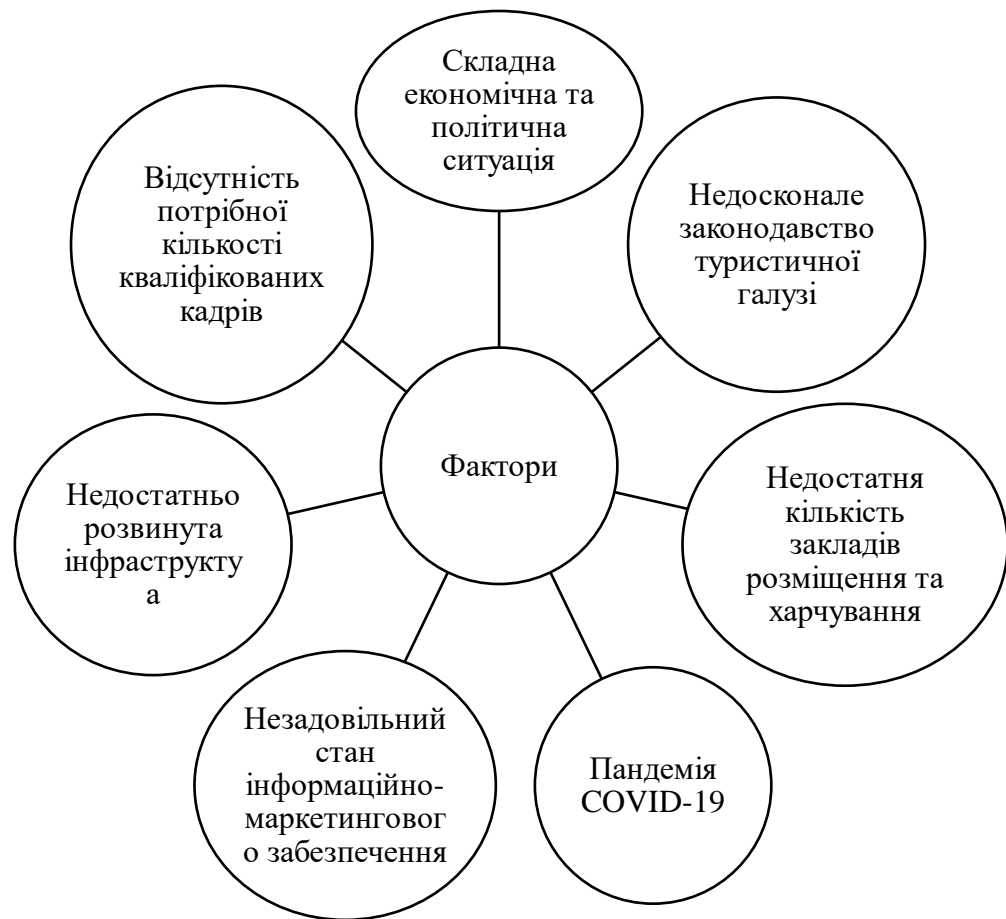 Складна
економічна та
політична
ситуація
Недосконале
законодавство
туристичної
галузі
Недостатня
кількість
закладів
розміщення та
харчування
Пандемія
COVID-19
Незадовільний
стан
інформаційно-
маркетинговог
о забезпечення
Недостатньо
розвинута
інфраструкту
а
Відсутність
потрібної
кількості
кваліфікованих
кадрів
Фактори